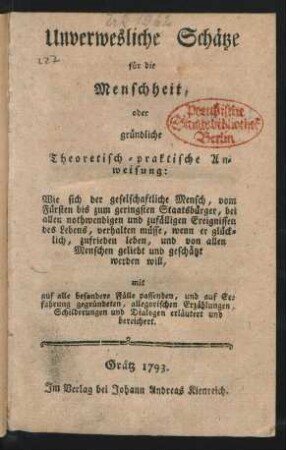 Unverwesliche Schätze
für die
Menschheit,
oder
gründliche
Theoretisch-praktische An-
weisung:
Wie sich der geselschaftliche Mensch, vom
Fürsten bis zum geringsten Staatsbürger, bei
allen nothwendigen und zufälligen Ereignissen
des Lebens, verhalten müsse, wenn er glück-
lich, zufrieden leben, und von allen
Menschen geliebt und geschätzt
werden will,
mit
auf alle besondere Fälle passenden, und auf Er-
fahrung gegründeten, allegorischen Erzählungen,
Schilderungen und Dialogen erläutert und
bereichert.
Grätz 1793.
Im Verlag bei Johann Andreas Kienreich.
Preußische
Staatsbibliothek
Berlin